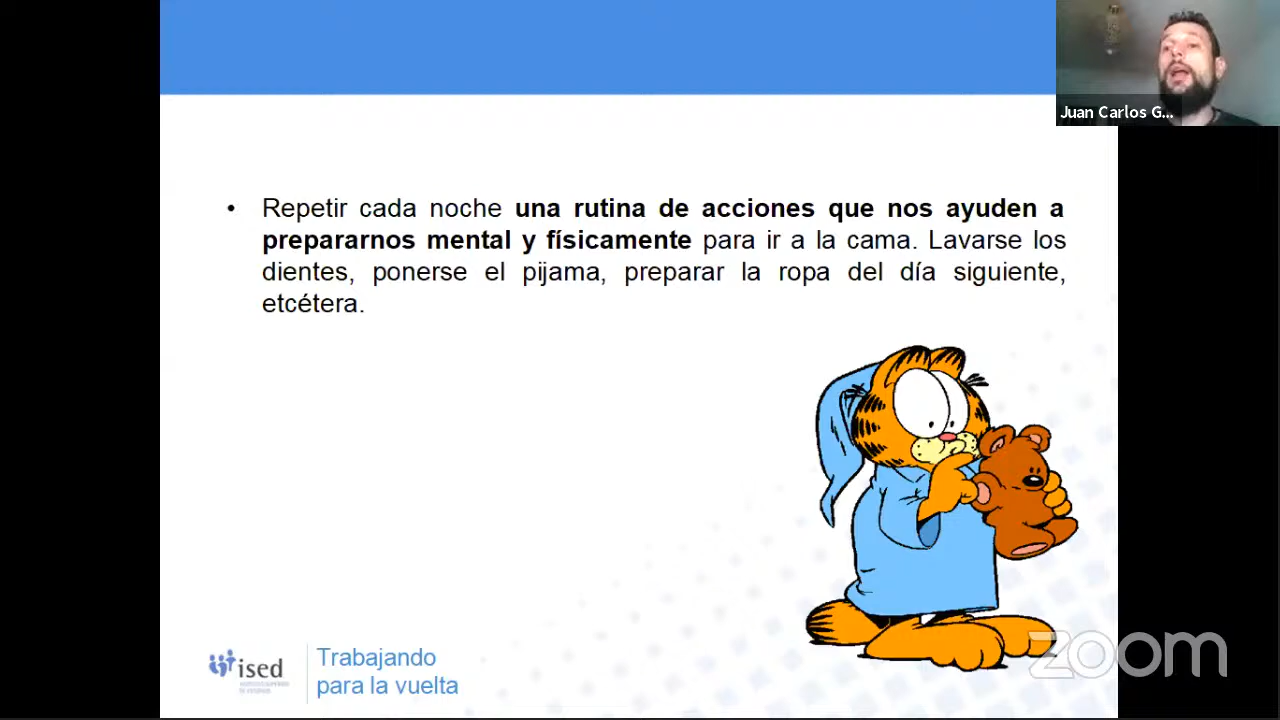 Juan Carlos G...
• Repetir cada noche una rutina de acciones que nos ayuden a
prepararnos mental y físicamente para ir a la cama. Lavarse los
dientes, ponerse el pijama, preparar la ropa del día siguiente,
etcétera.
ised
Trabajando
para la vuelta
zoom